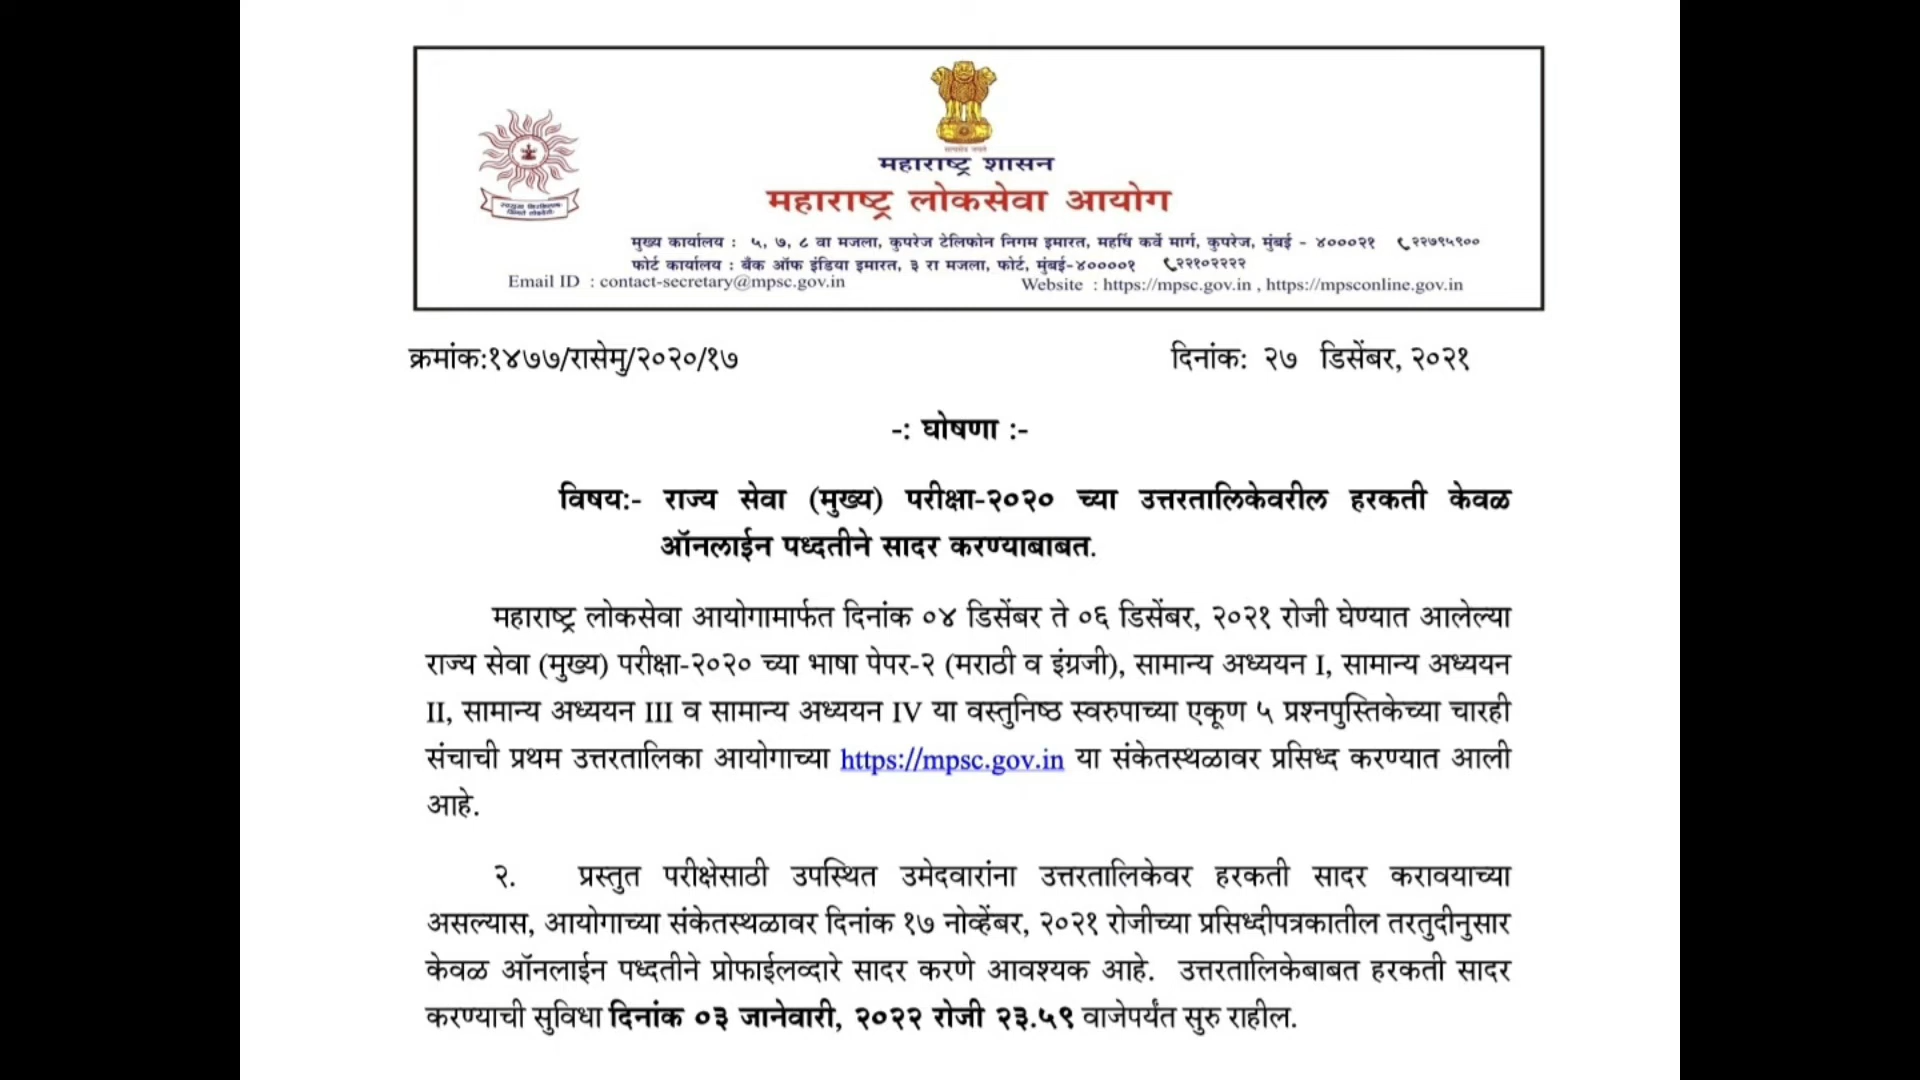 महाराष्ट्र शासन
महाराष्ट्र लोकसेवा आयोग
मुख्य कार्यालय : ५, ७, ८ वा मजला, कुपरेज टेलिफोन निगम इमारत, महर्षि कर्वे मार्ग, कुपरेज, मुंबई - ४०००२१ २२७९५९००
फोर्ट कार्यालय : बँक ऑफ इंडिया इमारत, ३ रा मजला, फोर्ट, मुंबई-४००००१ २२१०२२२२
Email ID : contact-secretary@mpsc.gov.in Website : https://mpsc.gov.in , https://mpsconline.gov.in
क्रमांक:१४७७/रासेमु/२०२०/१७ दिनांक: २७ डिसेंबर, २०२१
-: घोषणा :-
विषय:- राज्य सेवा (मुख्य) परीक्षा-२०२० च्या उत्तरतालिकेवरील हरकती केवळ
ऑनलाईन पध्दतीने सादर करण्याबाबत.
महाराष्ट्र लोकसेवा आयोगामार्फत दिनांक ०४ डिसेंबर ते ०६ डिसेंबर, २०२१ रोजी घेण्यात आलेल्या
राज्य सेवा (मुख्य) परीक्षा-२०२० च्या भाषा पेपर-२ (मराठी व इंग्रजी), सामान्य अध्ययन I, सामान्य अध्ययन
II, सामान्य अध्ययन III व सामान्य अध्ययन IV या वस्तुनिष्ठ स्वरुपाच्या एकूण ५ प्रश्नपुस्तिकेच्या चारही
संचाची प्रथम उत्तरतालिका आयोगाच्या https://mpsc.gov.in या संकेतस्थळावर प्रसिध्द करण्यात आली
आहे.
२. प्रस्तुत परीक्षेसाठी उपस्थित उमेदवारांना उत्तरतालिकेवर हरकती सादर करावयाच्या
असल्यास, आयोगाच्या संकेतस्थळावर दिनांक १७ नोव्हेंबर, २०२१ रोजीच्या प्रसिध्दीपत्रकातील तरतुदीनुसार
केवळ ऑनलाईन पध्दतीने प्रोफाईलव्दारे सादर करणे आवश्यक आहे. उत्तरतालिकेबाबत हरकती सादर
करण्याची सुविधा दिनांक ०३ जानेवारी, २०२२ रोजी २३.५९ वाजेपर्यंत सुरु राहील.